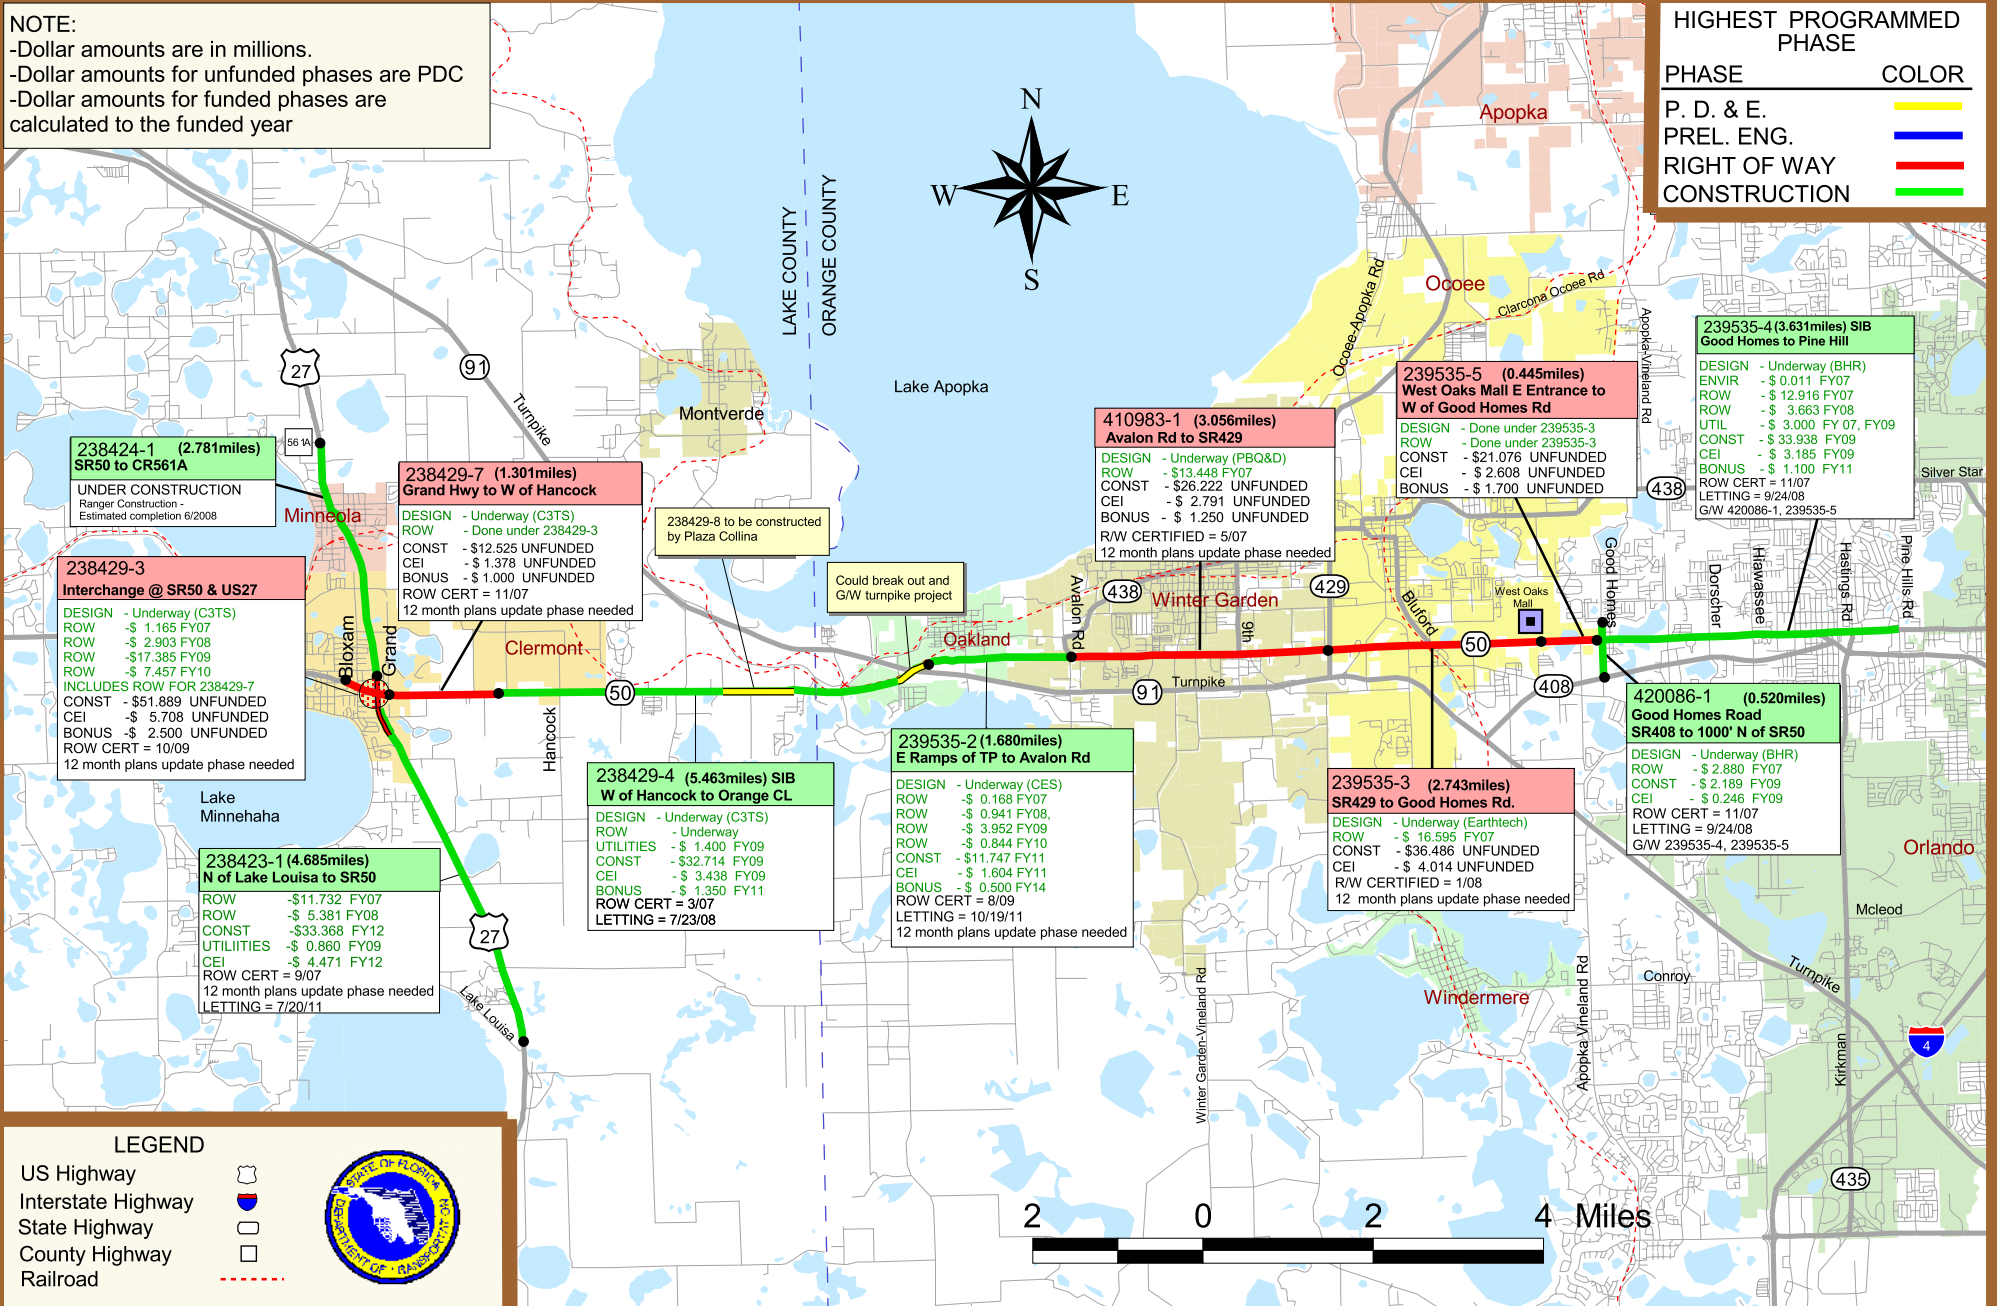 NOTE:
-Dollar amounts are in millions.
-Dollar amounts for unfunded phases are PDC
-Dollar amounts for funded phases are
calculated to the funded year
HIGHEST PROGRAMMED
PHASE
PHASE COLOR
P. D. & E.
PREL. ENG.
RIGHT OF WAY
CONSTRUCTION
N
W E
S
LAKE COUNTY
ORANGE COUNTY
Apopka
Ocoee
Ocoee-Apopka Rd
Clarcona Ocoee Rd
Apopka-Vineland Rd
27
91
Turnpike
561A
Montverde
Lake Apopka
238424-1 (2.781miles)
SR50 to CR561A
UNDER CONSTRUCTION
Ranger Construction -
Estimated completion 6/2008
Minneola
238429-7 (1.301miles)
Grand Hwy to W of Hancock
DESIGN - Underway (C3TS)
ROW - Done under 238429-3
CONST - $12.525 UNFUNDED
CEI - $ 1.378 UNFUNDED
BONUS - $ 1.000 UNFUNDED
ROW CERT = 11/07
12 month plans update phase needed
238429-8 to be constructed
by Plaza Collina
Could break out and
G/W turnpike project
410983-1 (3.056miles)
Avalon Rd to SR429
DESIGN - Underway (PBQ&D)
ROW - $13.448 FY07
CONST - $26.222 UNFUNDED
CEI - $ 2.791 UNFUNDED
BONUS - $ 1.250 UNFUNDED
R/W CERTIFIED = 5/07
12 month plans update phase needed
239535-5 (0.445miles)
West Oaks Mall E Entrance to
W of Good Homes Rd
DESIGN - Done under 239535-3
ROW - Done under 239535-3
CONST - $21.076 UNFUNDED
CEI - $ 2.608 UNFUNDED
BONUS - $ 1.700 UNFUNDED
239535-4 (3.631miles) SIB
Good Homes to Pine Hill
DESIGN - Underway (BHR)
ENVIR - $ 0.011 FY07
ROW - $ 12.916 FY07
ROW - $ 3.663 FY08
UTIL - $ 3.000 FY 07, FY09
CONST - $ 33.938 FY09
CEI - $ 3.185 FY09
BONUS - $ 1.100 FY11
ROW CERT = 11/07
LETTING = 9/24/08
G/W 420086-1, 239535-5
438
Silver Star
238429-3
Interchange @ SR50 & US27
DESIGN - Underway (C3TS)
ROW -$ 1.165 FY07
ROW -$ 2.903 FY08
ROW -$17.385 FY09
ROW -$ 7.457 FY10
INCLUDES ROW FOR 238429-7
CONST - $51.889 UNFUNDED
CEI -$ 5.708 UNFUNDED
BONUS -$ 2.500 UNFUNDED
ROW CERT = 10/09
12 month plans update phase needed
Bloxam
Grand
Clermont
Hancock
50
Oakland
Avalon Rd
438
Winter Garden
9th
429
Bluford
West Oaks
Mall
50
Good Homes
Dorscher
Hiawassee
Hastings Rd
Pine Hills Rd
91
Turnpike
408
Lake
Minnehaha
238429-4 (5.463miles) SIB
W of Hancock to Orange CL
DESIGN - Underway (C3TS)
ROW - Underway
UTILITIES - $ 1.400 FY09
CONST - $32.714 FY09
CEI - $ 3.438 FY09
BONUS - $ 1.350 FY11
ROW CERT = 3/07
LETTING = 7/23/08
239535-2 (1.680miles)
E Ramps of TP to Avalon Rd
DESIGN - Underway (CES)
ROW -$ 0.168 FY07
ROW -$ 0.941 FY08,
ROW -$ 3.952 FY09
ROW -$ 0.844 FY10
CONST -$11.747 FY11
CEI -$ 1.604 FY11
BONUS -$ 0.500 FY14
ROW CERT = 8/09
LETTING = 10/19/11
12 month plans update phase needed
239535-3 (2.743miles)
SR429 to Good Homes Rd.
DESIGN - Underway (Earthtech)
ROW - $ 16.595 FY07
CONST - $36.486 UNFUNDED
CEI - $ 4.014 UNFUNDED
R/W CERTIFIED = 1/08
12 month plans update phase needed
420086-1 (0.520miles)
Good Homes Road
SR408 to 1000' N of SR50
DESIGN - Underway (BHR)
ROW - $ 2.880 FY07
CONST - $ 2.189 FY09
CEI - $ 0.246 FY09
ROW CERT = 11/07
LETTING = 9/24/08
G/W 239535-4, 239535-5
Orlando
238423-1 (4.685miles)
N of Lake Louisa to SR50
ROW -$11.732 FY07
ROW -$ 5.381 FY08
CONST -$33.368 FY12
UTILIITIES -$ 0.860 FY09
CEI -$ 4.471 FY12
ROW CERT = 9/07
12 month plans update phase needed
LETTING = 7/20/11
27
Lake Louisa
Winter Garden-Vineland Rd
Windermere
Apopka Vineland Rd
Conroy
Mcleod
Turnpike
Kirkman
4
435
LEGEND
US Highway
Interstate Highway
State Highway
County Highway
Railroad
STATE OF FLORIDA
DEPARTMENT OF TRANSPORTATION
2 0 2 4 Miles